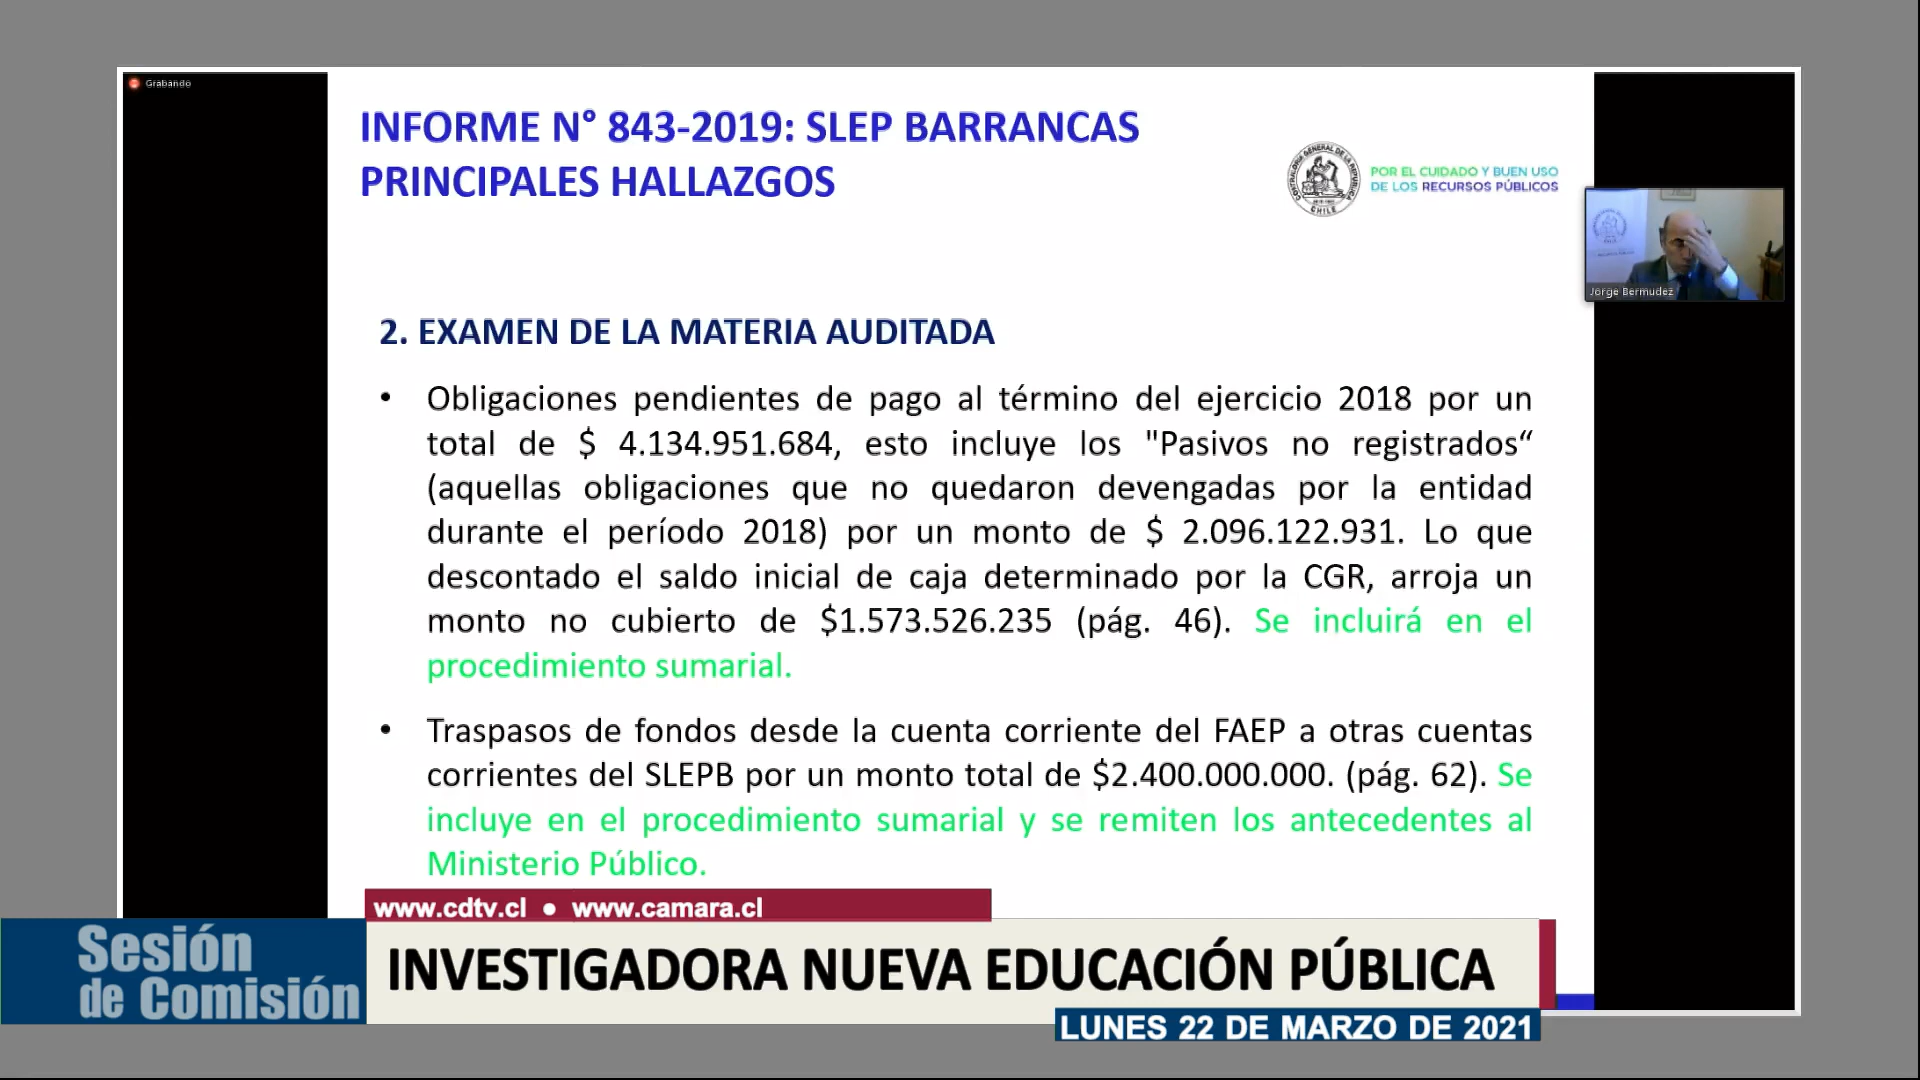 Grabando
INFORME N° 843-2019: SLEP BARRANCAS
PRINCIPALES HALLAZGOS
CONTRALORÍA GENERAL DE LA REPÚBLICA
CHILE
POR EL CUIDADO Y BUEN USO
DE LOS RECURSOS PÚBLICOS
Jorge Bermudez
2. EXAMEN DE LA MATERIA AUDITADA
• Obligaciones pendientes de pago al término del ejercicio 2018 por un
total de $ 4.134.951.684, esto incluye los "Pasivos no registrados“
(aquellas obligaciones que no quedaron devengadas por la entidad
durante el período 2018) por un monto de $ 2.096.122.931. Lo que
descontado el saldo inicial de caja determinado por la CGR, arroja un
monto no cubierto de $1.573.526.235 (pág. 46). Se incluirá en el
procedimiento sumarial.
• Traspasos de fondos desde la cuenta corriente del FAEP a otras cuentas
corrientes del SLEPB por un monto total de $2.400.000.000. (pág. 62). Se
incluye en el procedimiento sumarial y se remiten los antecedentes al
Ministerio Público.
www.cdtv.cl ● www.camara.cl
Sesión
de Comisión
INVESTIGADORA NUEVA EDUCACIÓN PÚBLICA
LUNES 22 DE MARZO DE 2021